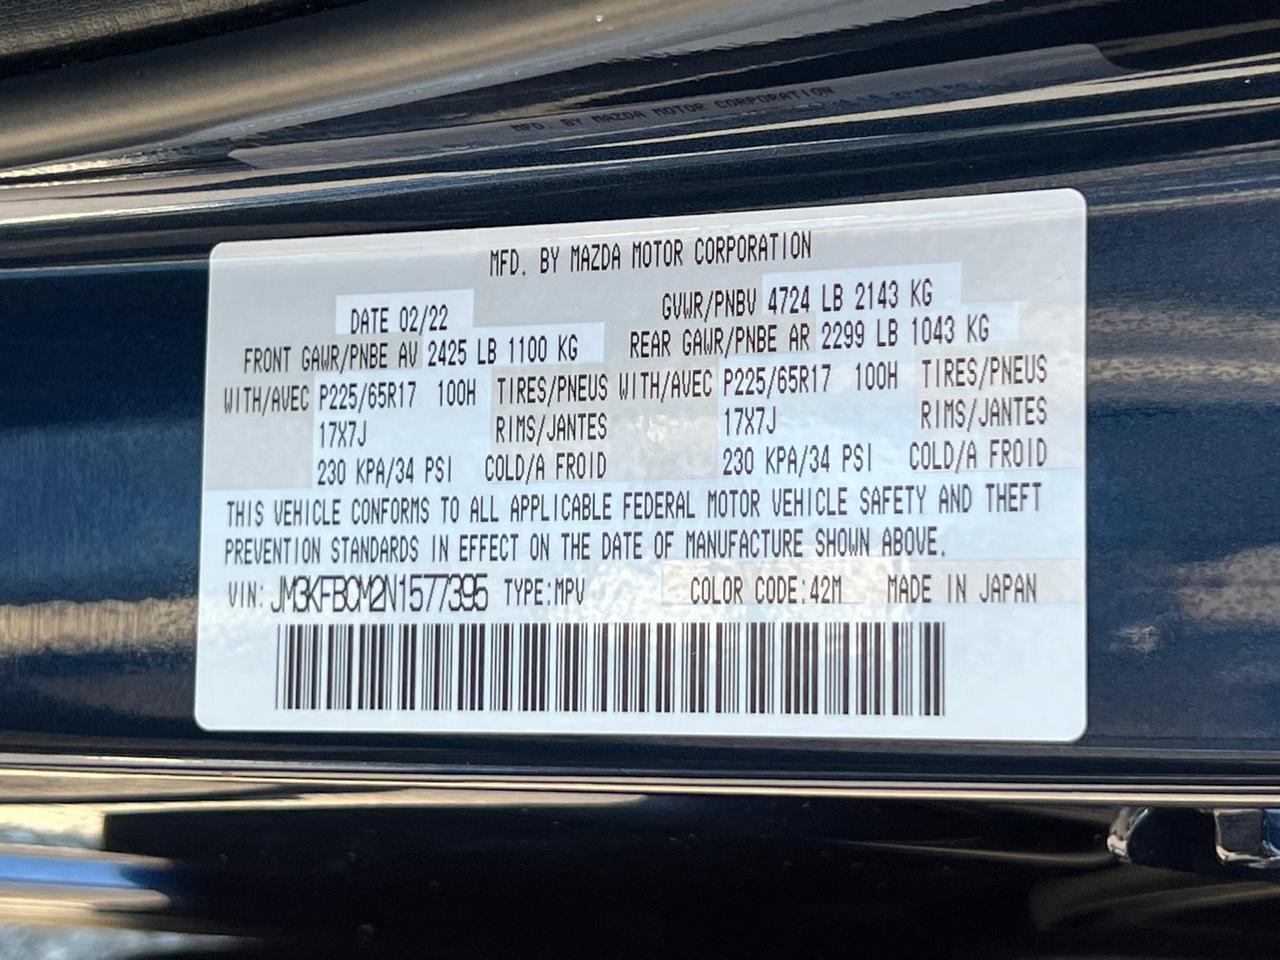 MFD. BY MAZDA MOTOR CORPORATION
MFD. BY MAZDA MOTOR CORPORATION
DATE 02/22 GVWR/PNBV 4724 LB 2143 KG
FRONT GAWR/PNBE AV 2425 LB 1100 KG REAR GAWR/PNBE AR 2299 LB 1043 KG
WITH/AVEC P225/65R17 100H TIRES/PNEUS WITH/AVEC P225/65R17 100H TIRES/PNEUS
17X7J RIMS/JANTES 17X7J RIMS/JANTES
230 KPA/34 PSI COLD/A FROID 230 KPA/34 PSI COLD/A FROID
THIS VEHICLE CONFORMS TO ALL APPLICABLE FEDERAL MOTOR VEHICLE SAFETY AND THEFT
PREVENTION STANDARDS IN EFFECT ON THE DATE OF MANUFACTURE SHOWN ABOVE.
VIN: JM3KFBCM2N1577395 TYPE:MPV COLOR CODE:42M MADE IN JAPAN